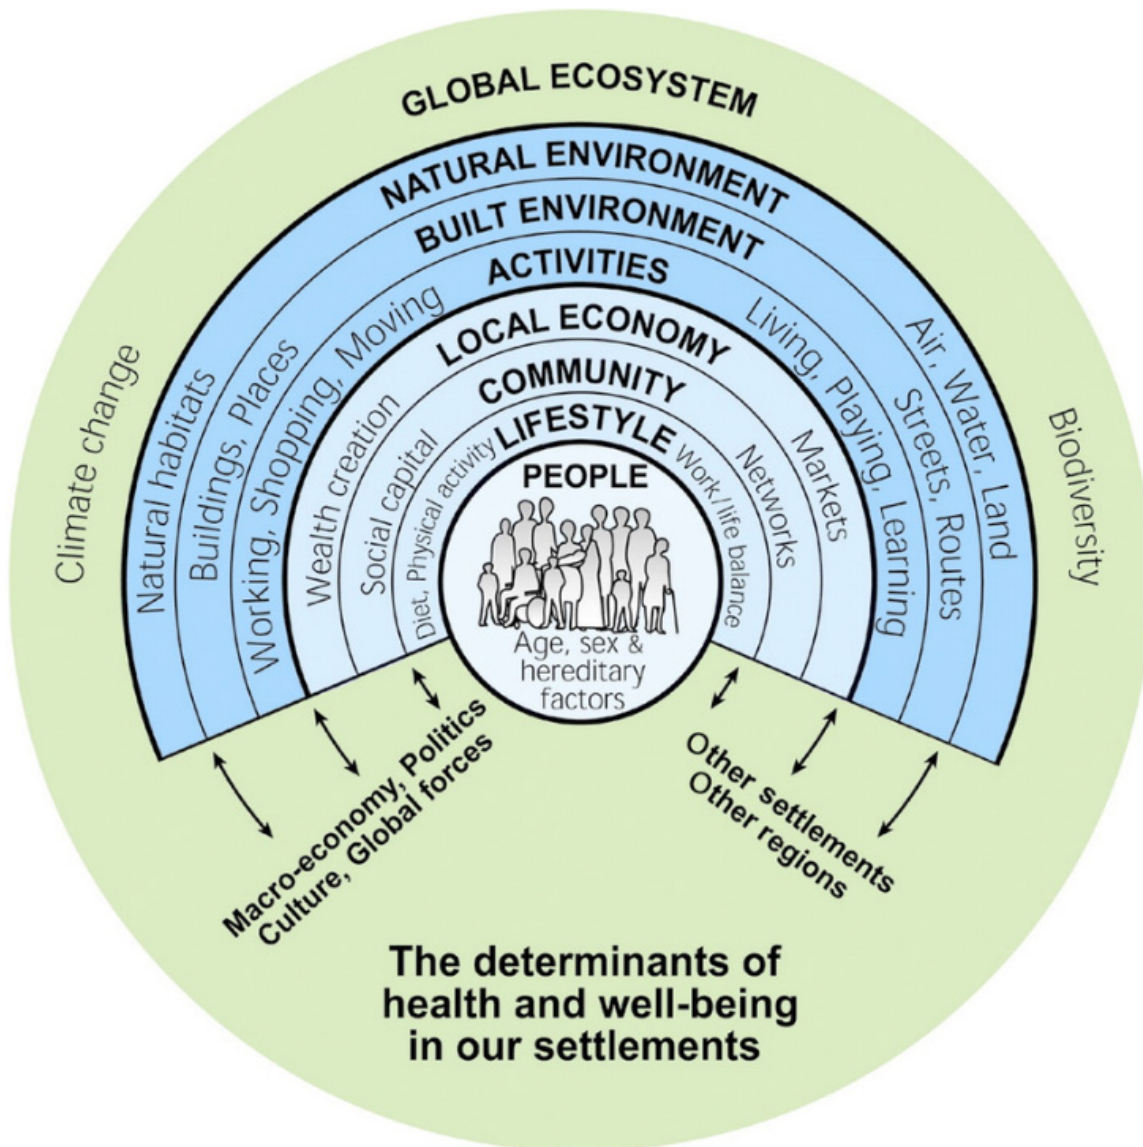 GLOBAL ECOSYSTEM
NATURAL ENVIRONMENT
BUILT ENVIRONMENT
ACTIVITIES
LOCAL ECONOMY
COMMUNITY
LIFESTYLE
PEOPLE
Age, sex &
hereditary
factors
Climate change
Natural habitats
Buildings, Places
Working, Shopping, Moving
Wealth creation
Social capital
Diet, Physical activity
Work/life balance
Networks
Markets
Living, Playing, Learning
Streets, Routes
Air, Water, Land
Biodiversity
Macro-economy, Politics
Culture, Global forces
Other settlements
Other regions
The determinants of
health and well-being
in our settlements